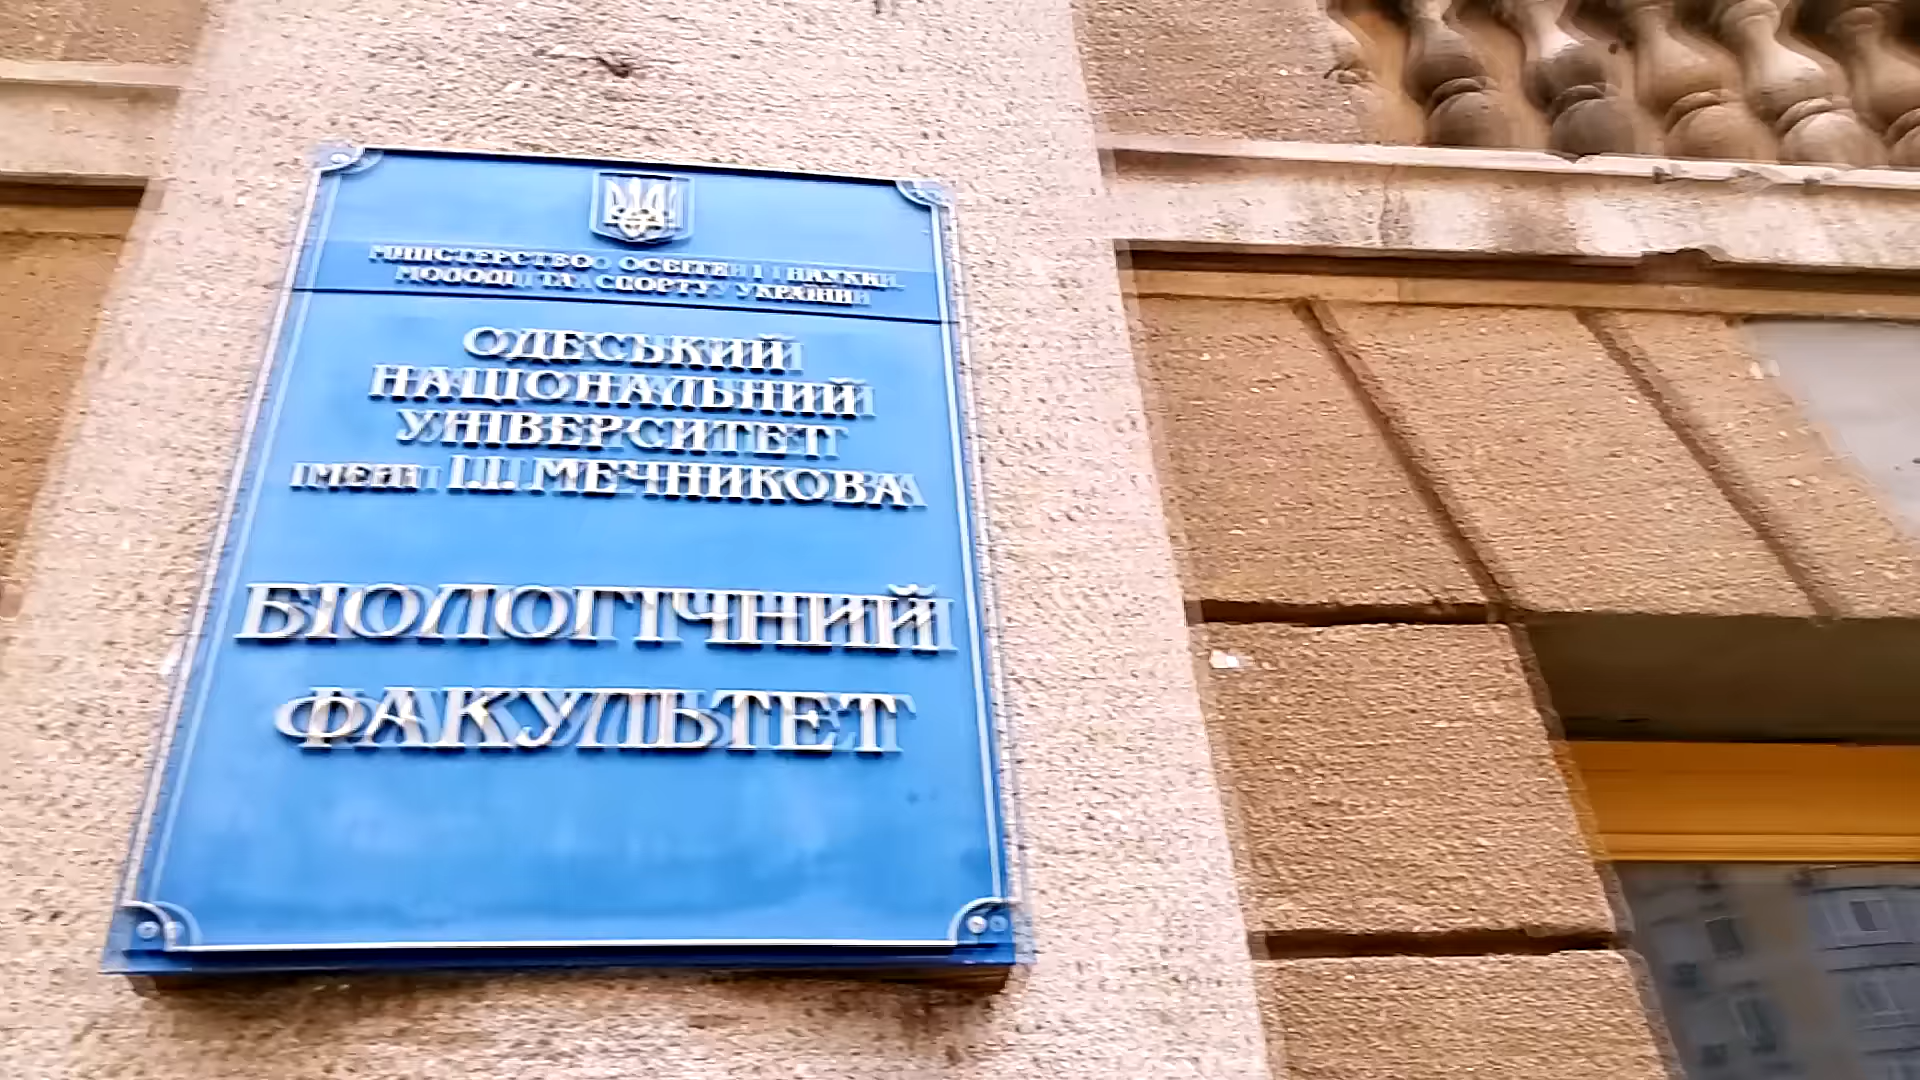 МІНІСТЕРСТВО ОСВІТИ І НАУКИ,
МОЛОДІ ТА СПОРТУ УКРАЇНИ
ОДЕСЬКИЙ
НАЦІОНАЛЬНИЙ
УНІВЕРСИТЕТ
ІМЕНІ І.І. МЕЧНИКОВА
БІОЛОГІЧНИЙ
ФАКУЛЬТЕТ